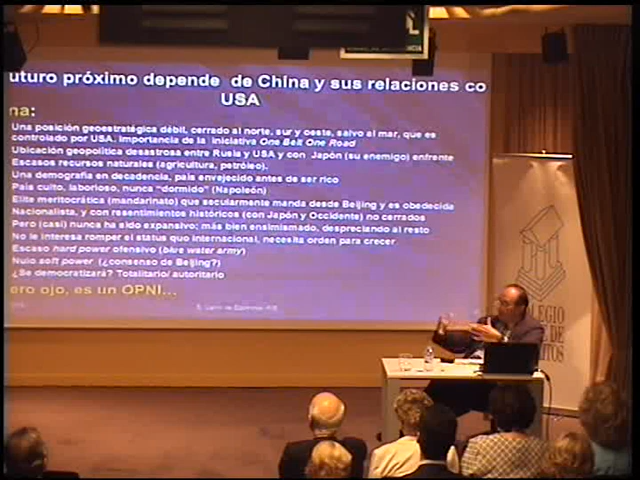 uturo próximo depende de China y sus relaciones co
USA
na:
Una posición geoestratégica débil, cerrado al norte, sur y oeste, salvo al mar, que es
controlado por USA. Importancia de la iniciativa One Belt One Road
Ubicación geopolítica desastrosa entre Rusia y USA y con Japón (su enemigo) enfrente
Escasos recursos naturales (agricultura, petróleo).
Una demografía en decadencia, país envejecido antes de ser rico
País culto, laborioso, nunca "dormido" (Napoleón)
Elite meritocrática (mandarinato) que secularmente manda desde Beijing y es obedecida
Nacionalista, y con resentimientos históricos (con Japón y Occidente) no cerrados
Pero (casi) nunca ha sido expansivo; más bien ensimismado, despreciando al resto
No le interesa romper el status quo internacional, necesita orden para crecer
Escaso hard power ofensivo (blue water army)
Nulo soft power (¿consenso de Beijing?)
¿Se democratizará? Totalitario/ autoritario
ero ojo, es un OPNI...
LEGIO
DE
ITOS